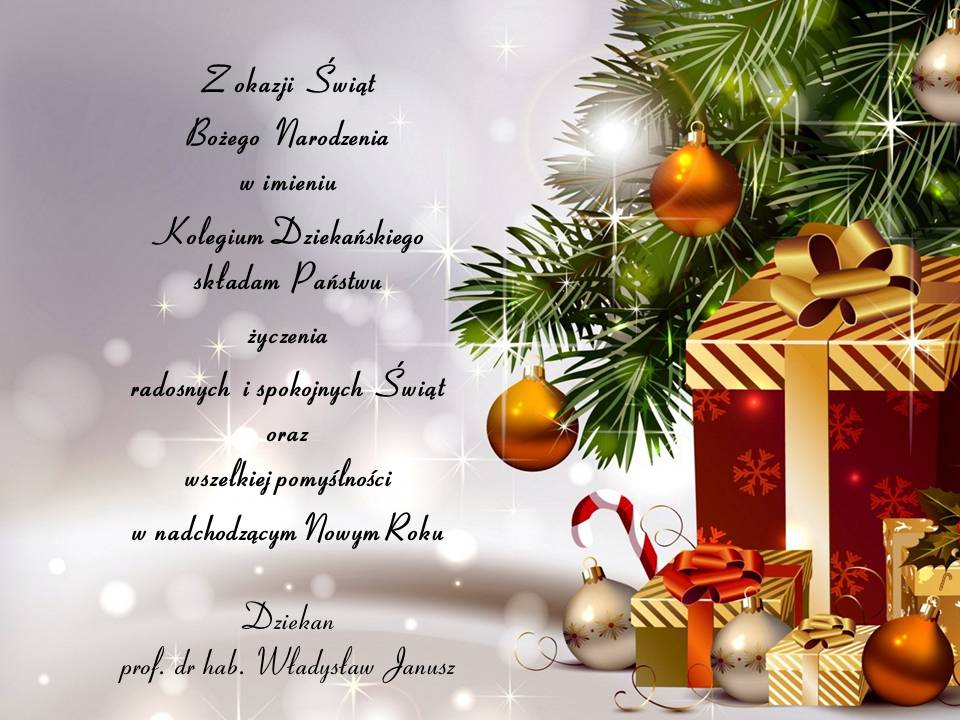 Z okazji Świąt
Bożego Narodzenia
w imieniu
Kolegium Dziekańskiego
składam Państwu
życzenia
radosnych i spokojnych Świąt
oraz
wszelkiej pomyślności
w nadchodzącym Nowym Roku
Dziekan
prof. dr hab. Władysław Janusz